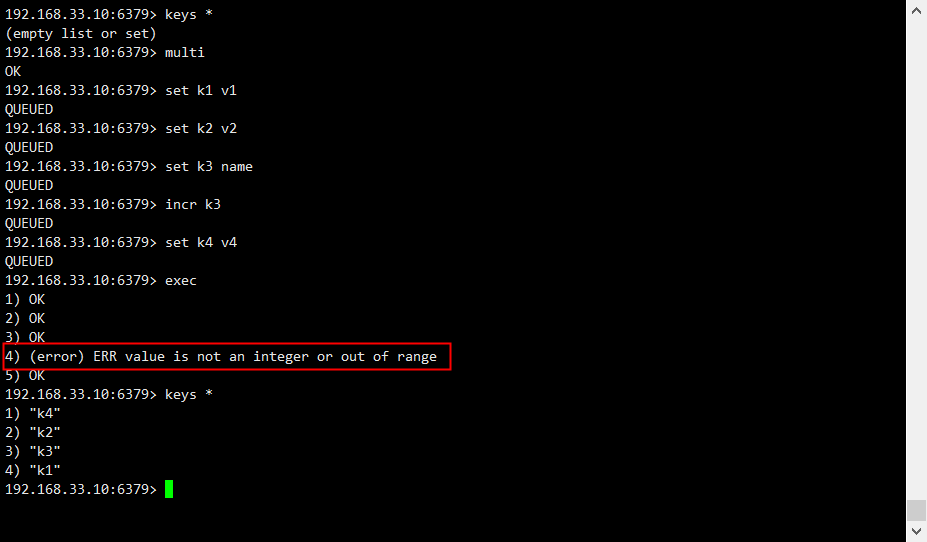 192.168.33.10:6379> keys *
(empty list or set)
192.168.33.10:6379> multi
OK
192.168.33.10:6379> set k1 v1
QUEUED
192.168.33.10:6379> set k2 v2
QUEUED
192.168.33.10:6379> set k3 name
QUEUED
192.168.33.10:6379> incr k3
QUEUED
192.168.33.10:6379> set k4 v4
QUEUED
192.168.33.10:6379> exec
1) OK
2) OK
3) OK
4) (error) ERR value is not an integer or out of range
5) OK
192.168.33.10:6379> keys *
1) "k4"
2) "k2"
3) "k3"
4) "k1"
192.168.33.10:6379>